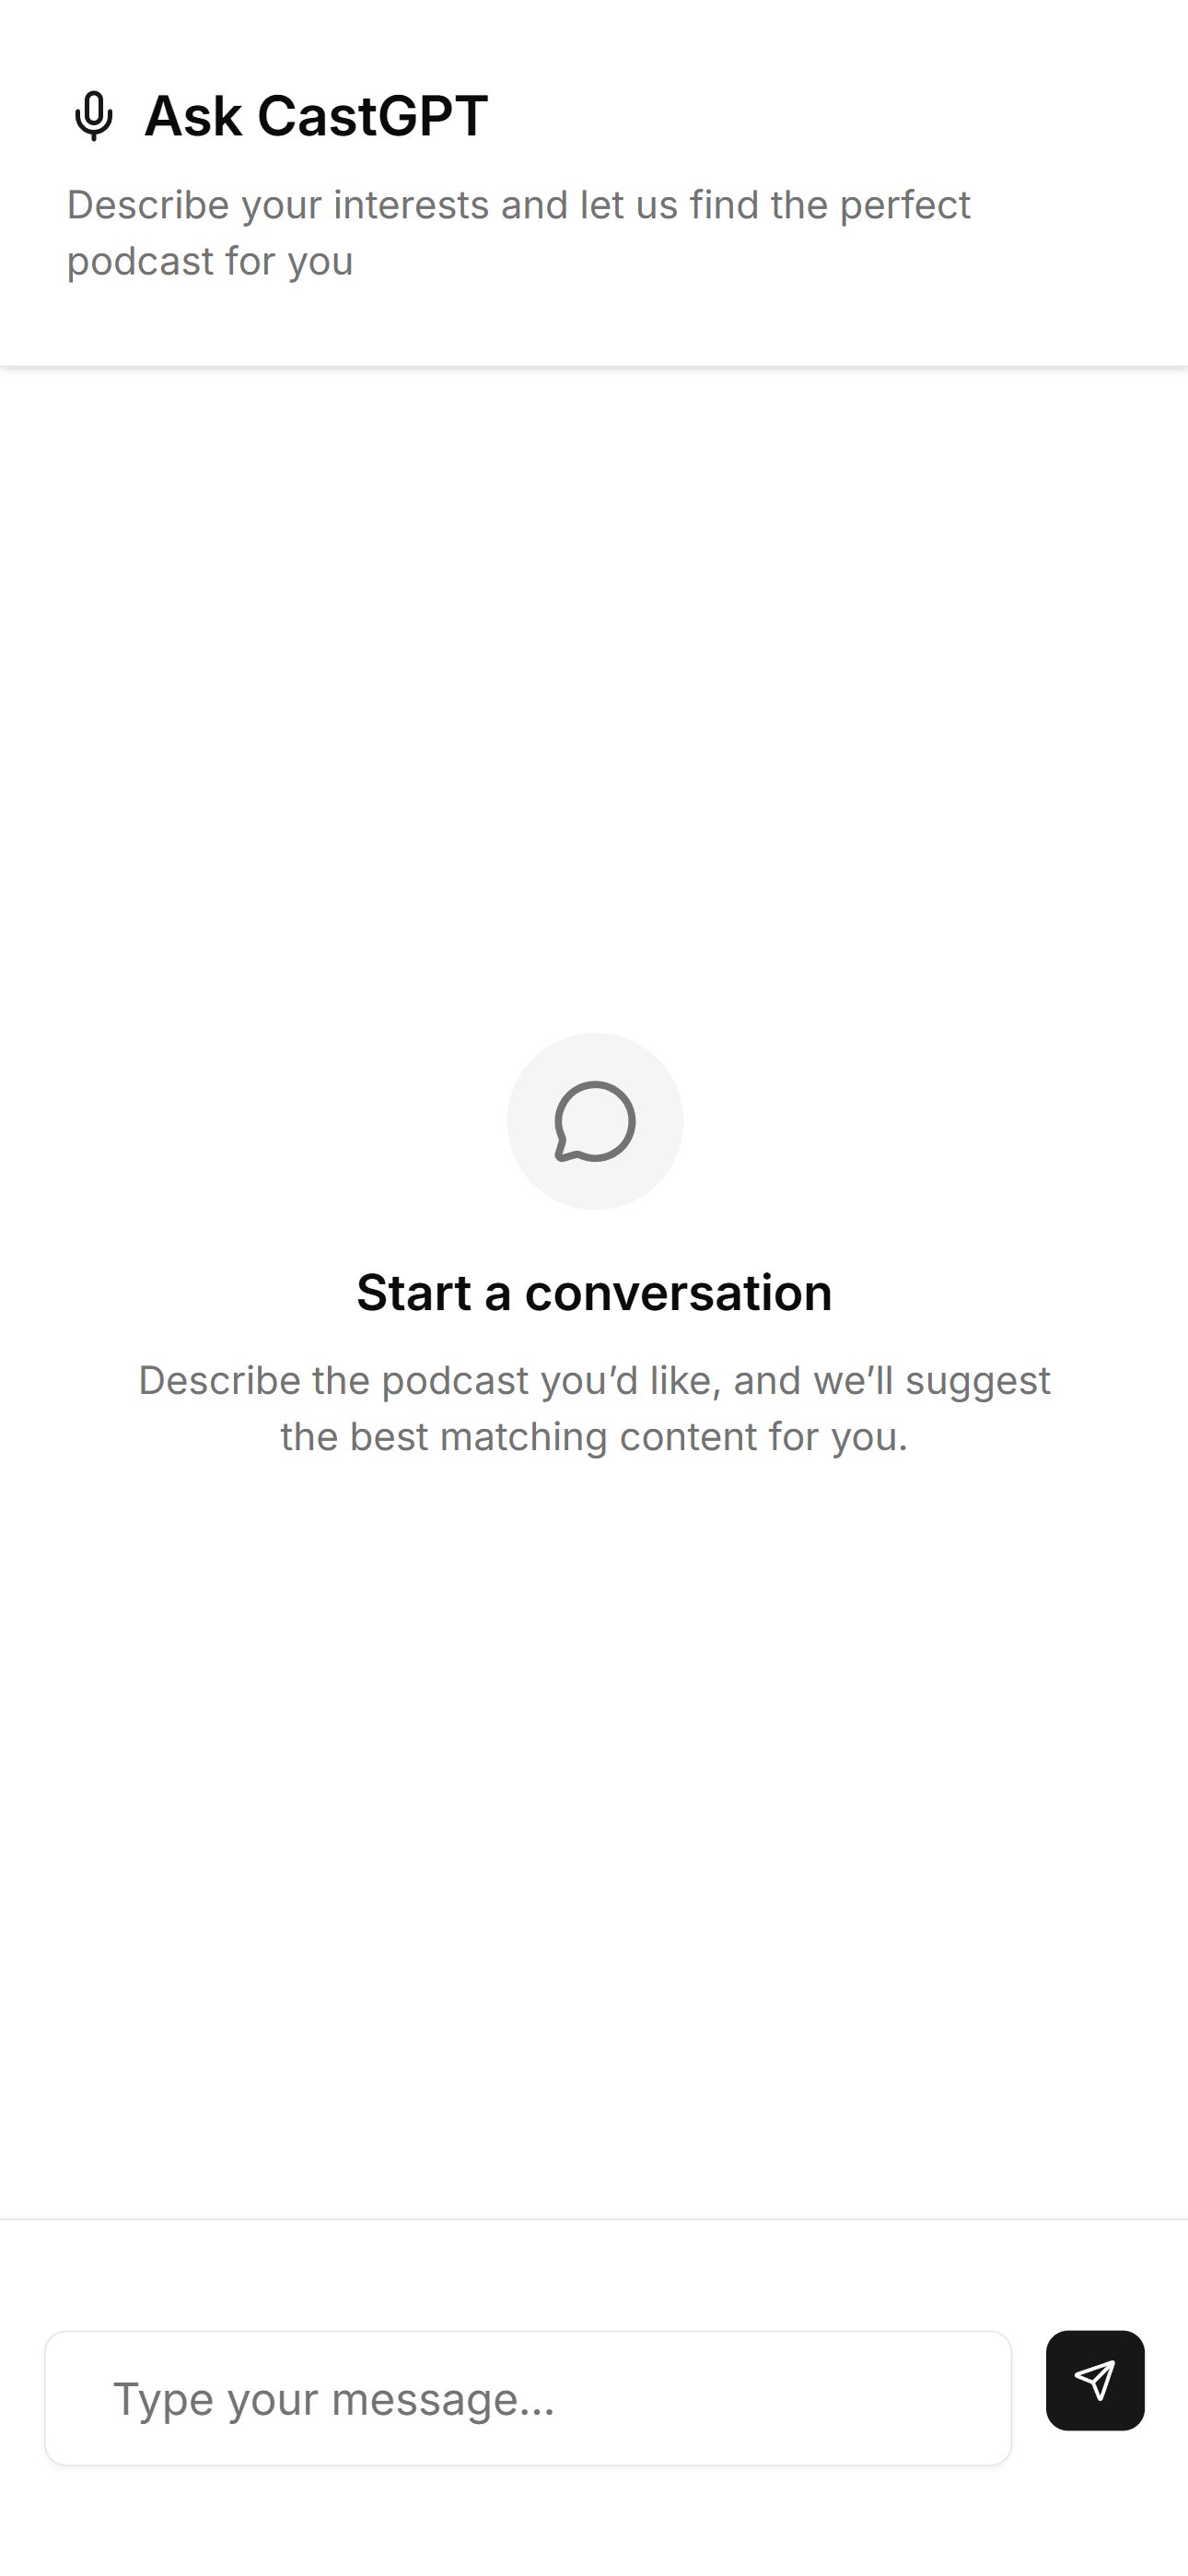 Ask CastGPT
Describe your interests and let us find the perfect
podcast for you
Start a conversation
Describe the podcast you’d like, and we’ll suggest
the best matching content for you.
Type your message...